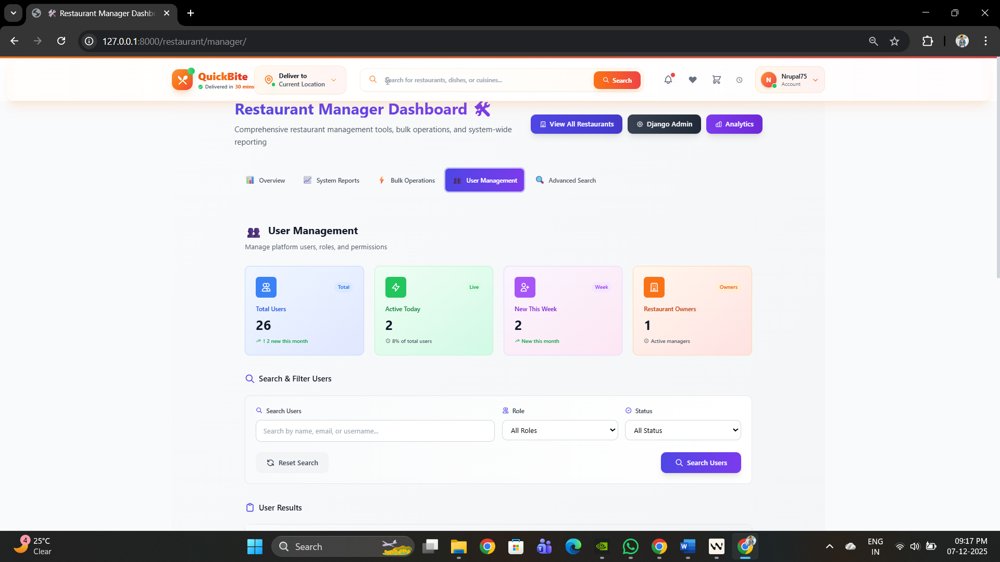 Restaurant Manager Dashb
127.0.0.1:8000/restaurant/manager/
QuickBite
Delivered in 30 mins
Deliver to
Current Location
Search for restaurants, dishes, or cuisines...
Search
N
Nrupal75
Account
Restaurant Manager Dashboard
Comprehensive restaurant management tools, bulk operations, and system-wide
reporting
View All Restaurants
Django Admin
Analytics
Overview
System Reports
Bulk Operations
User Management
Advanced Search
User Management
Manage platform users, roles, and permissions
Total
Total Users
26
↑ 2 new this month
Live
Active Today
2
8% of total users
Week
New This Week
2
New this month
Owners
Restaurant Owners
1
Active managers
Search & Filter Users
Search Users
Role
Status
Search by name, email, or username...
All Roles
All Status
Reset Search
Search Users
User Results
4
25°C
Clear
Search
ENG
IN
09:17 PM
07-12-2025